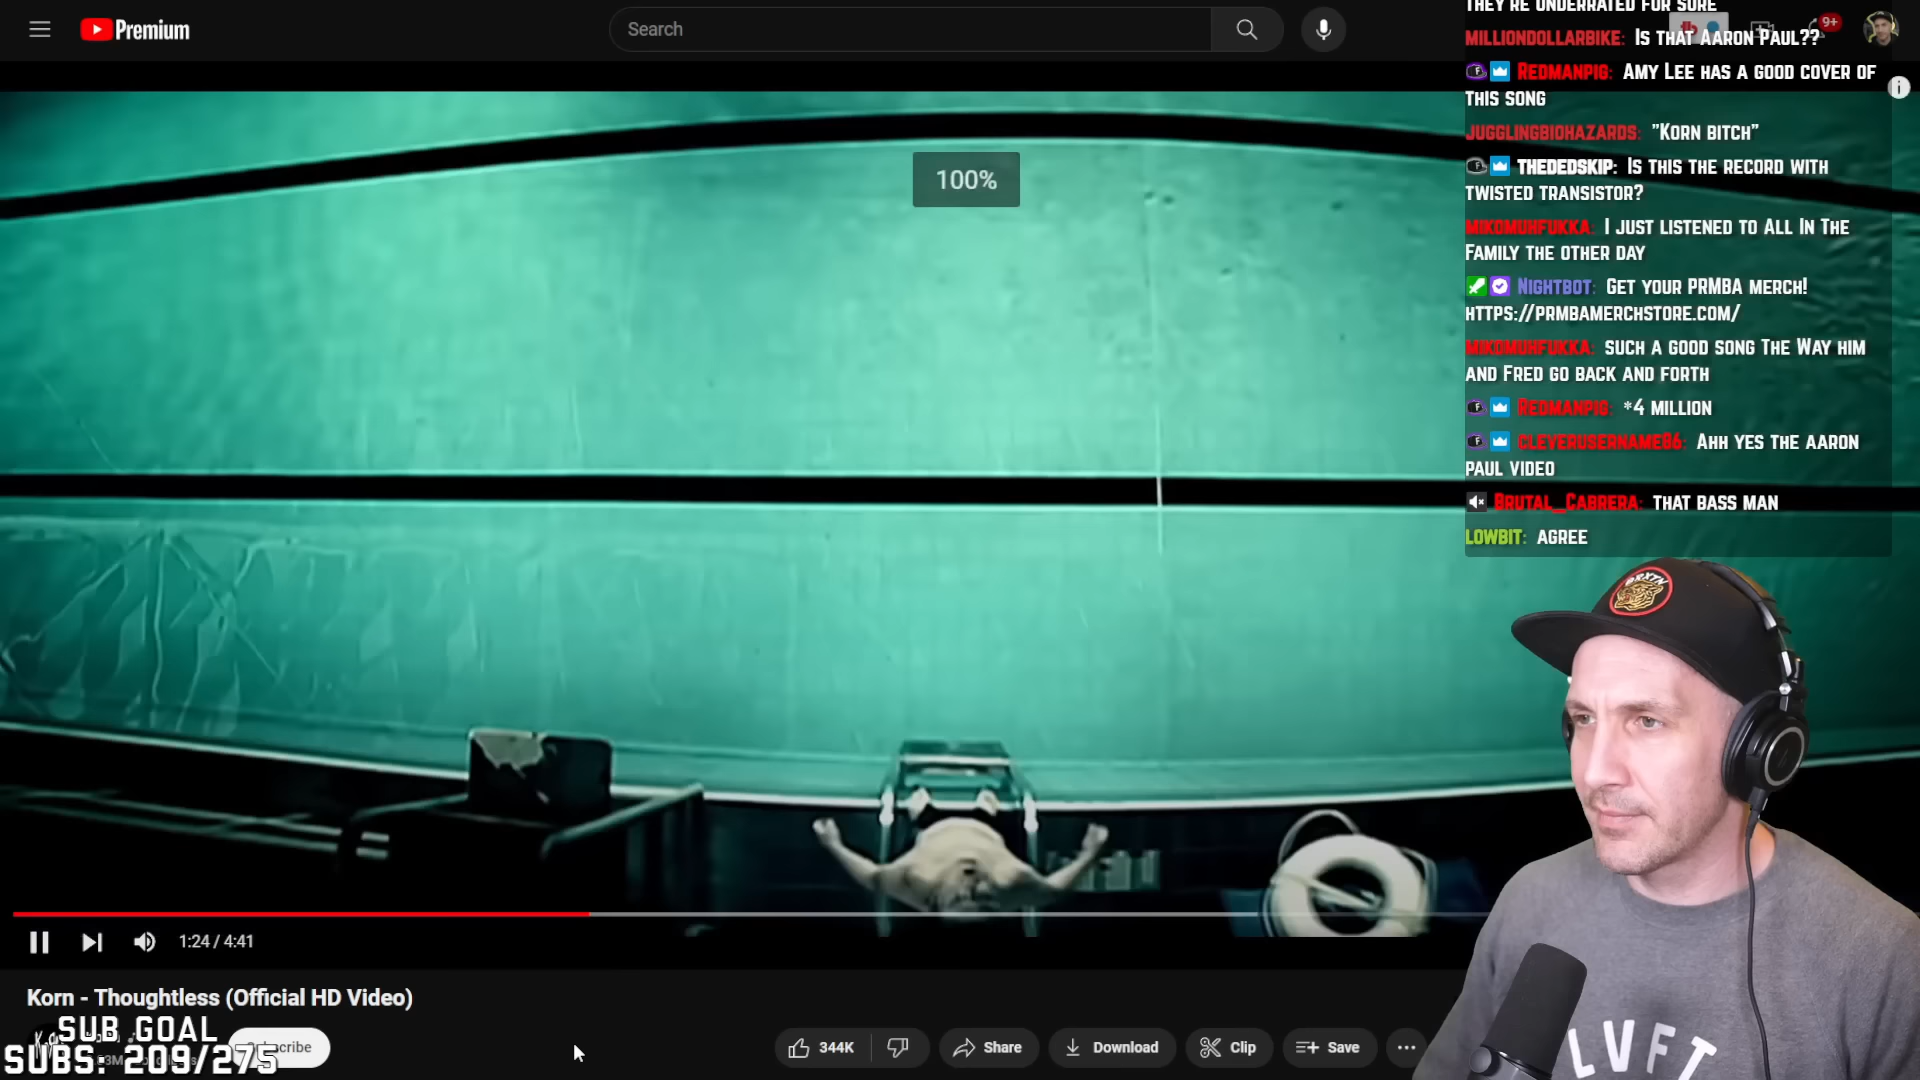 Premium
Search
9+
THEY'RE UNDERRATED FOR SURE
MILLIONDOLLARBIKE: IS THAT AARON PAUL??
REDMANPIG: AMY LEE HAS A GOOD COVER OF
THIS SONG
JUGGLINGBIOHAZARDS: "KORN BITCH"
THEDEDSKIP: IS THIS THE RECORD WITH
TWISTED TRANSISTOR?
MIKOMUHFUKKA: I JUST LISTENED TO ALL IN THE
FAMILY THE OTHER DAY
NIGHTBOT: GET YOUR PRMBA MERCH!
HTTPS://PRMBAMERCHSTORE.COM/
MIKOMUHFUKKA: SUCH A GOOD SONG THE WAY HIM
AND FRED GO BACK AND FORTH
REDMANPIG: *4 MILLION
CLEVERUSERNAME86: AHH YES THE AARON
PAUL VIDEO
BRUTAL_CABRERA: THAT BASS MAN
LOWBIT: AGREE
100%
BRXTN
1:24 / 4:41
Korn - Thoughtless (Official HD Video)
SUB GOAL
SUBS: 209/275
344K
Share
Download
Clip
Save
LVFT